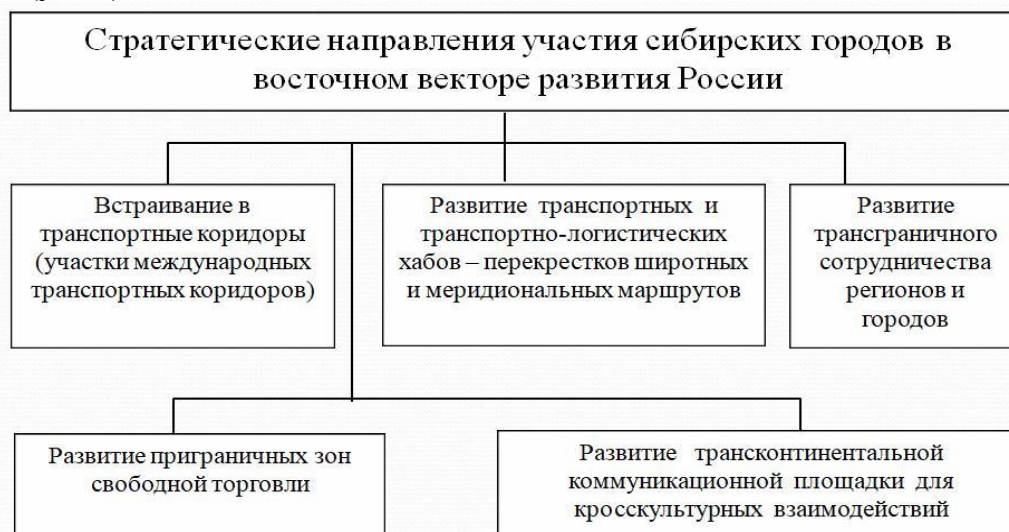 Стратегические направления участия сибирских городов в
восточном векторе развития России
Встраивание в
транспортные коридоры
(участки международных
транспортных коридоров)
Развитие транспортных и
транспортно-логистических
хабов – перекрестков широтных
и меридиональных маршрутов
Развитие
трансграничного
сотрудничества
регионов и
городов
Развитие приграничных зон
свободной торговли
Развитие трансконтинентальной
коммуникационной площадки для
кросскультурных взаимодействий